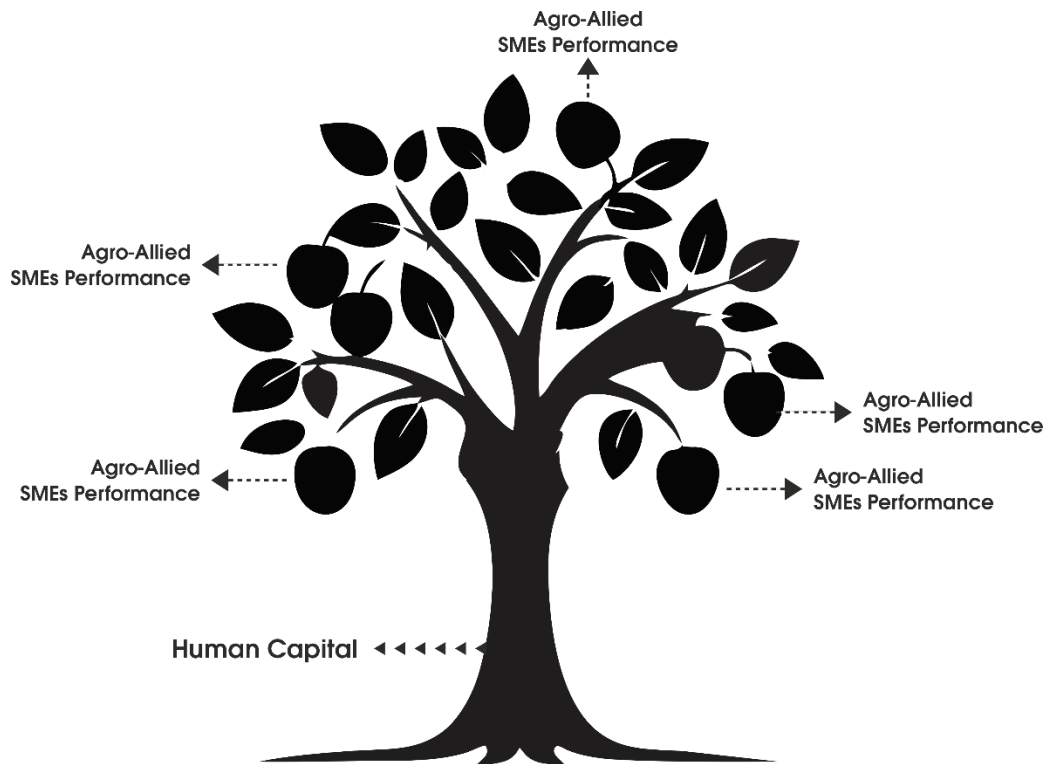 Agro-Allied
SMEs Performance
Agro-Allied
SMEs Performance
Agro-Allied
SMEs Performance
Agro-Allied
SMEs Performance
Agro-Allied
SMEs Performance
Human Capital